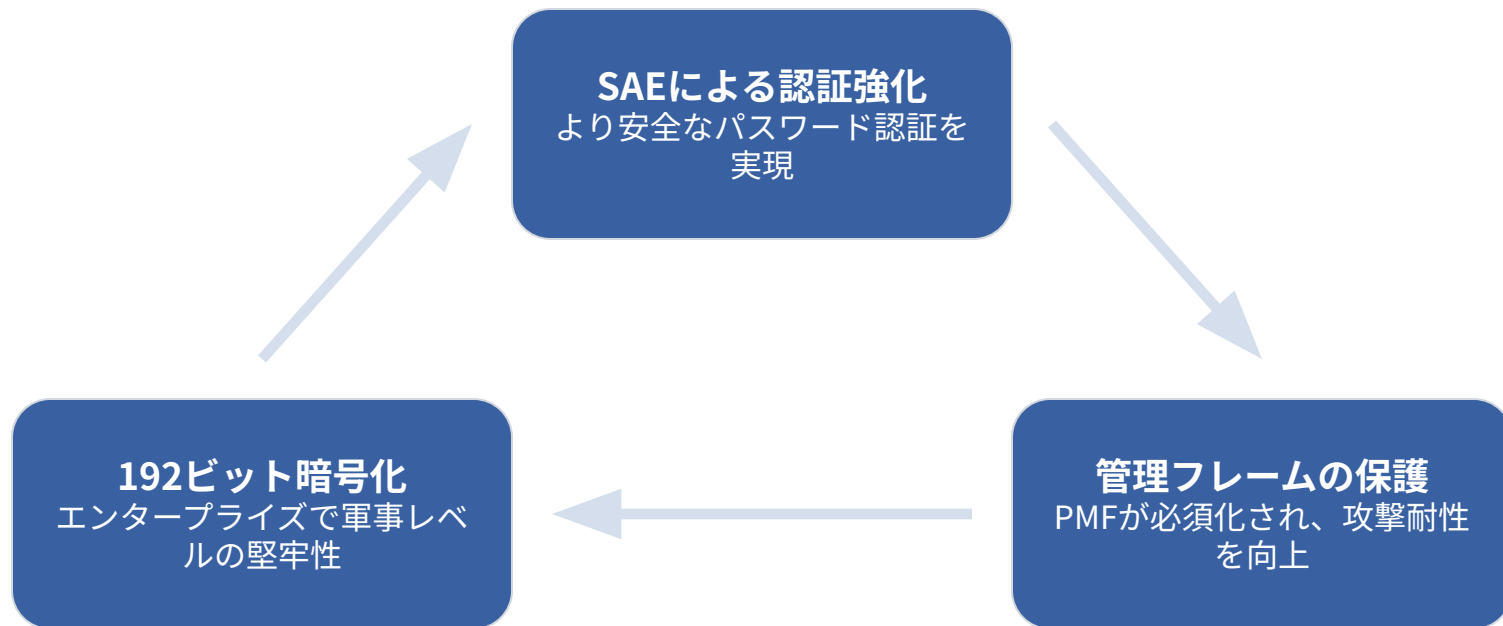 SAEによる認証強化
より安全なパスワード認証を
実現
192ビット暗号化
エンタープライズで軍事レベ
ルの堅牢性
管理フレームの保護
PMFが必須化され、攻撃耐性
を向上